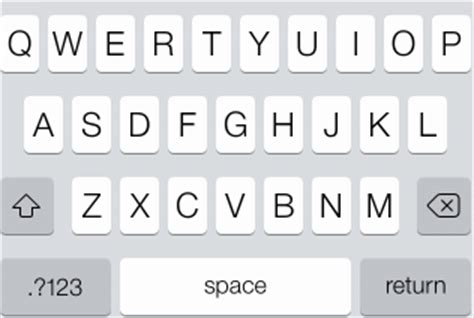 Q W E R T Y U I O P
A S D F G H J K L
Z X C V B N M
.?123 space return